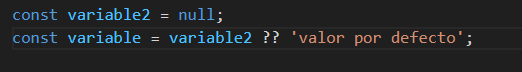 const variable2 = null;
const variable = variable2 ?? 'valor por defecto';